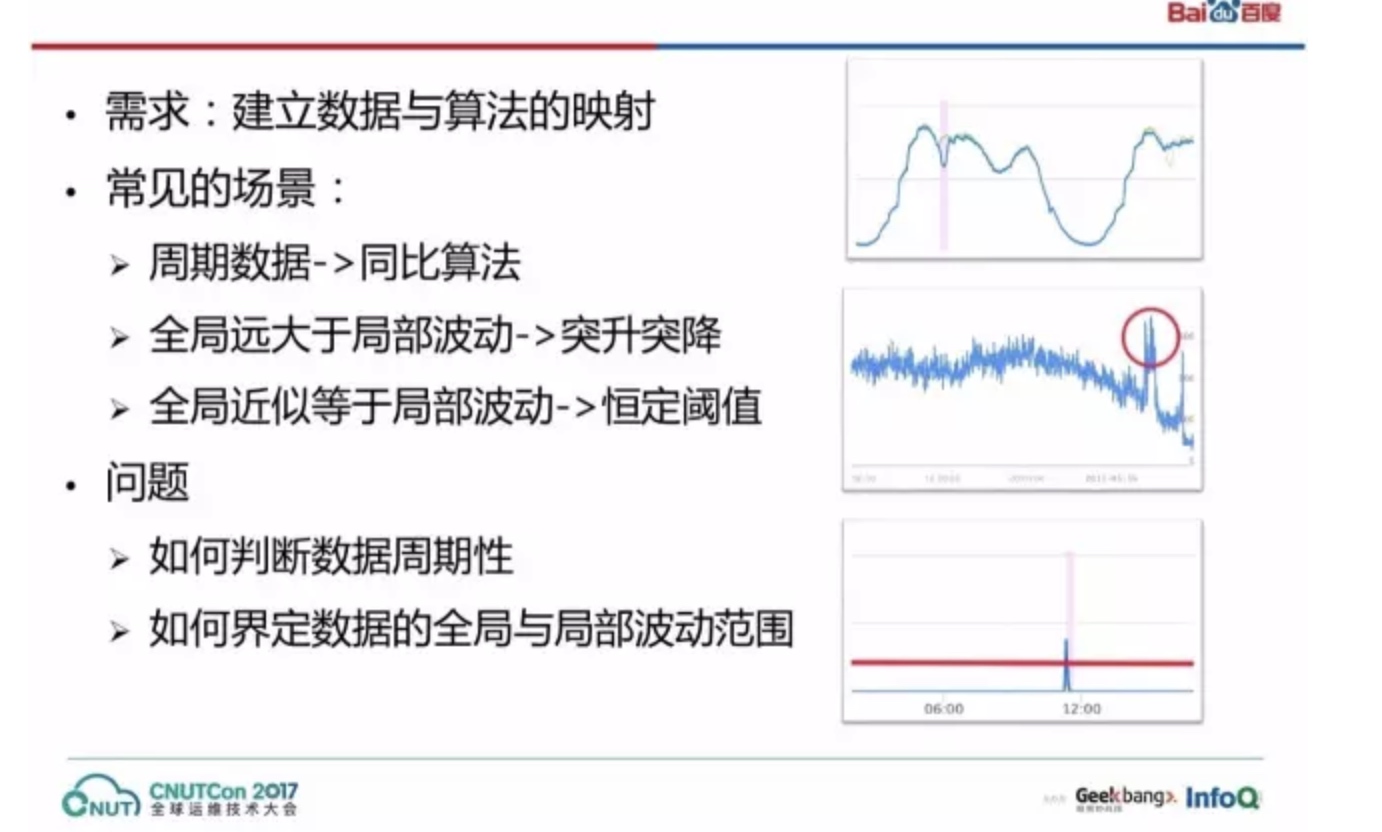 Bai du 百度
• 需求：建立数据与算法的映射
• 常见的场景：
➢ 周期数据->同比算法
➢ 全局远大于局部波动->突升突降
➢ 全局近似等于局部波动->恒定阈值
• 问题
➢ 如何判断数据周期性
➢ 如何界定数据的全局与局部波动范围
06:00
12:00
CNUT
CNUTCon 2017
全球运维技术大会
Geekbang>.
InfoQ